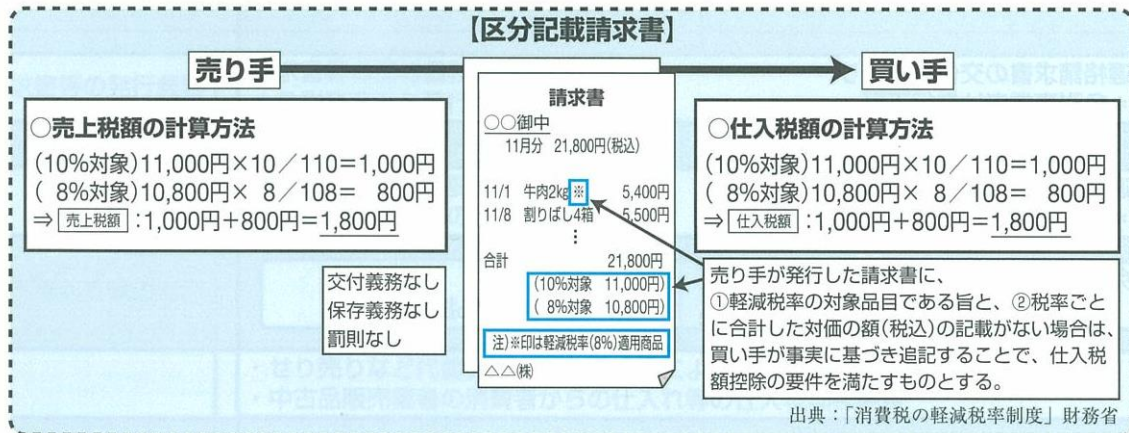 【区分記載請求書】
売り手
買い手
○売上税額の計算方法
(10%対象)11,000円×10/110=1,000円
( 8%対象)10,800円× 8/108= 800円
⇒売上税額:1,000円+800円=1,800円
交付義務なし
保存義務なし
罰則なし
請求書
○○御中
11月分 21,800円(税込)
11/1 牛肉2kg※ 5,400円
11/8 割りばし4箱 5,500円
⋮
合計 21,800円
(10%対象 11,000円)
( 8%対象 10,800円)
注)※印は軽減税率(8%)適用商品
△△㈱
○仕入税額の計算方法
(10%対象)11,000円×10/110=1,000円
( 8%対象)10,800円× 8/108= 800円
⇒仕入税額:1,000円+800円=1,800円
売り手が発行した請求書に、
①軽減税率の対象品目である旨と、②税率ごと
に合計した対価の額(税込)の記載がない場合は、
買い手が事実に基づき追記することで、仕入税
額控除の要件を満たすものとする。
出典:「消費税の軽減税率制度」財務省